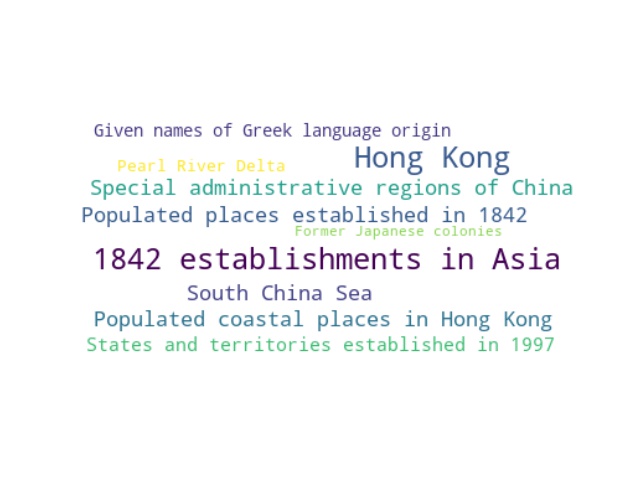 Given names of Greek language origin
Hong Kong
Pearl River Delta
Special administrative regions of China
Populated places established in 1842
Former Japanese colonies
1842 establishments in Asia
South China Sea
Populated coastal places in Hong Kong
States and territories established in 1997